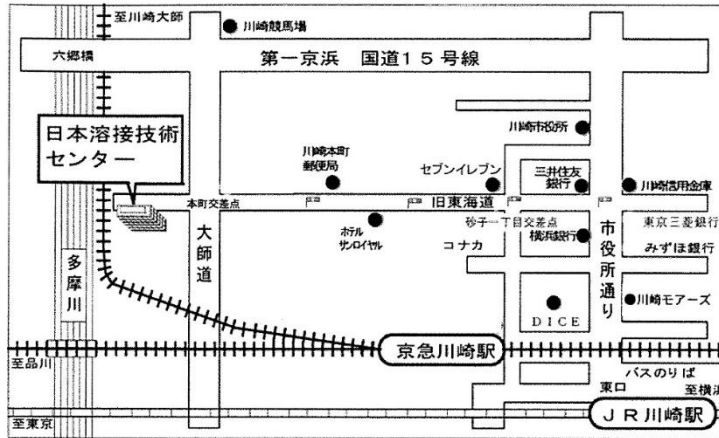 至川崎大師
川崎競馬場
六郷橋
第一京浜 国道15号線
日本溶接技術
センター
川崎市役所
川崎本町
郵便局
セブンイレブン
三井住友
銀行
川崎信用金庫
本町交差点
旧東海道
砂子一丁目交差点
東京三菱銀行
ホテル
サンロイヤル
コナカ
横浜銀行
みずほ銀行
大師道
市役所通り
多摩川
川崎モアーズ
DICE
京急川崎駅
至品川
バスのりば
東口
至横浜
至東京
JR川崎駅